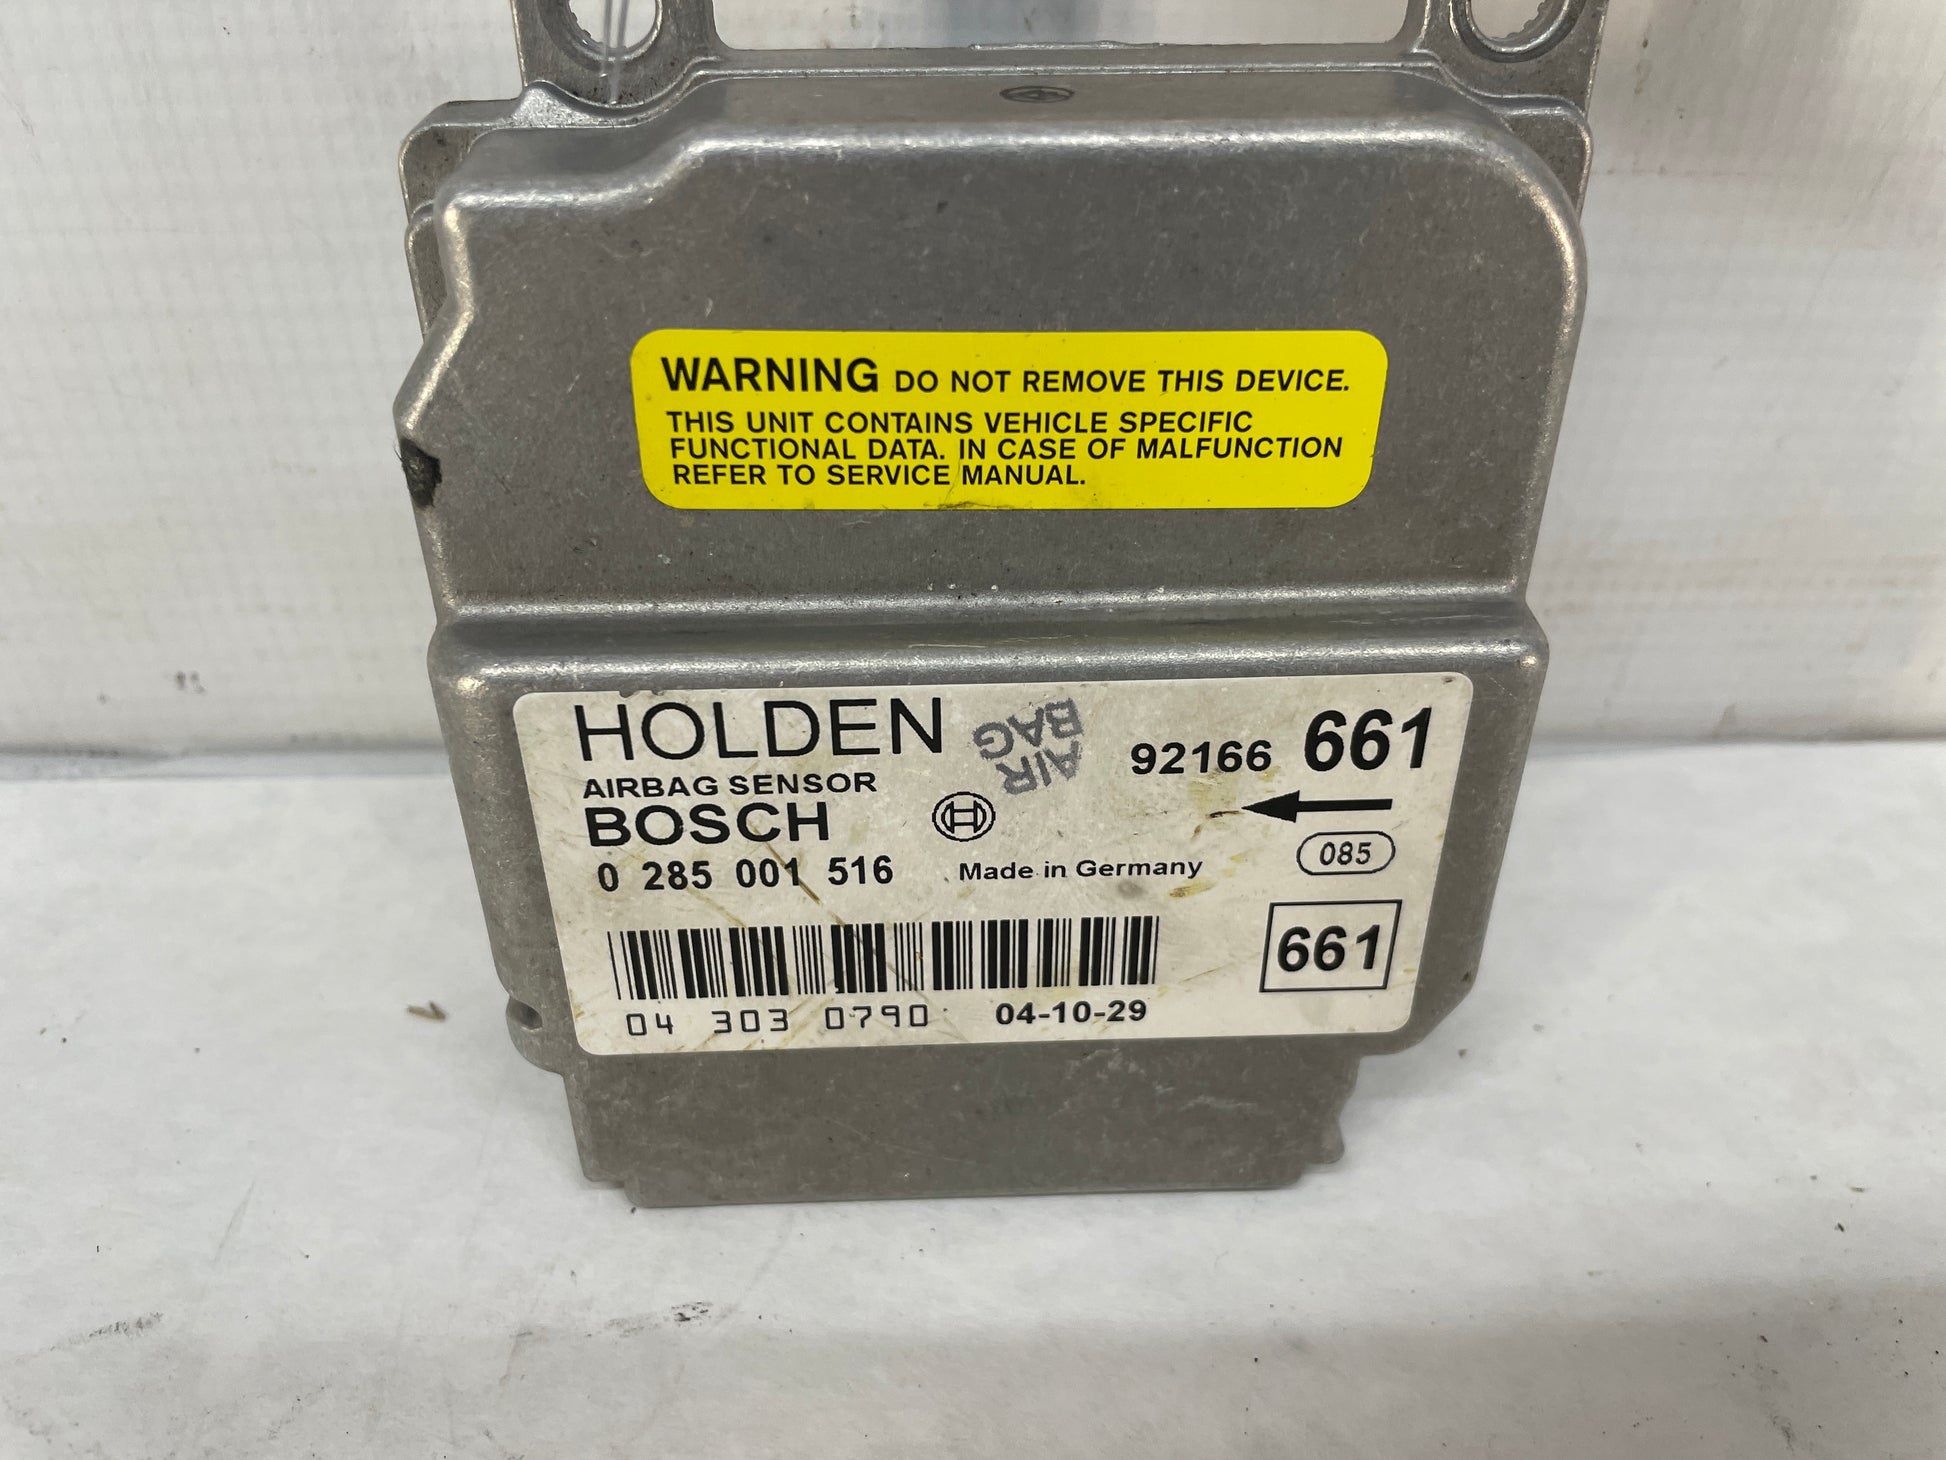 WARNING DO NOT REMOVE THIS DEVICE.
THIS UNIT CONTAINS VEHICLE SPECIFIC
FUNCTIONAL DATA. IN CASE OF MALFUNCTION
REFER TO SERVICE MANUAL.
HOLDEN
AIR
BAG
92166 661
AIRBAG SENSOR
BOSCH
0 285 001 516
Made in Germany
085
661
04 303 0790
04-10-29